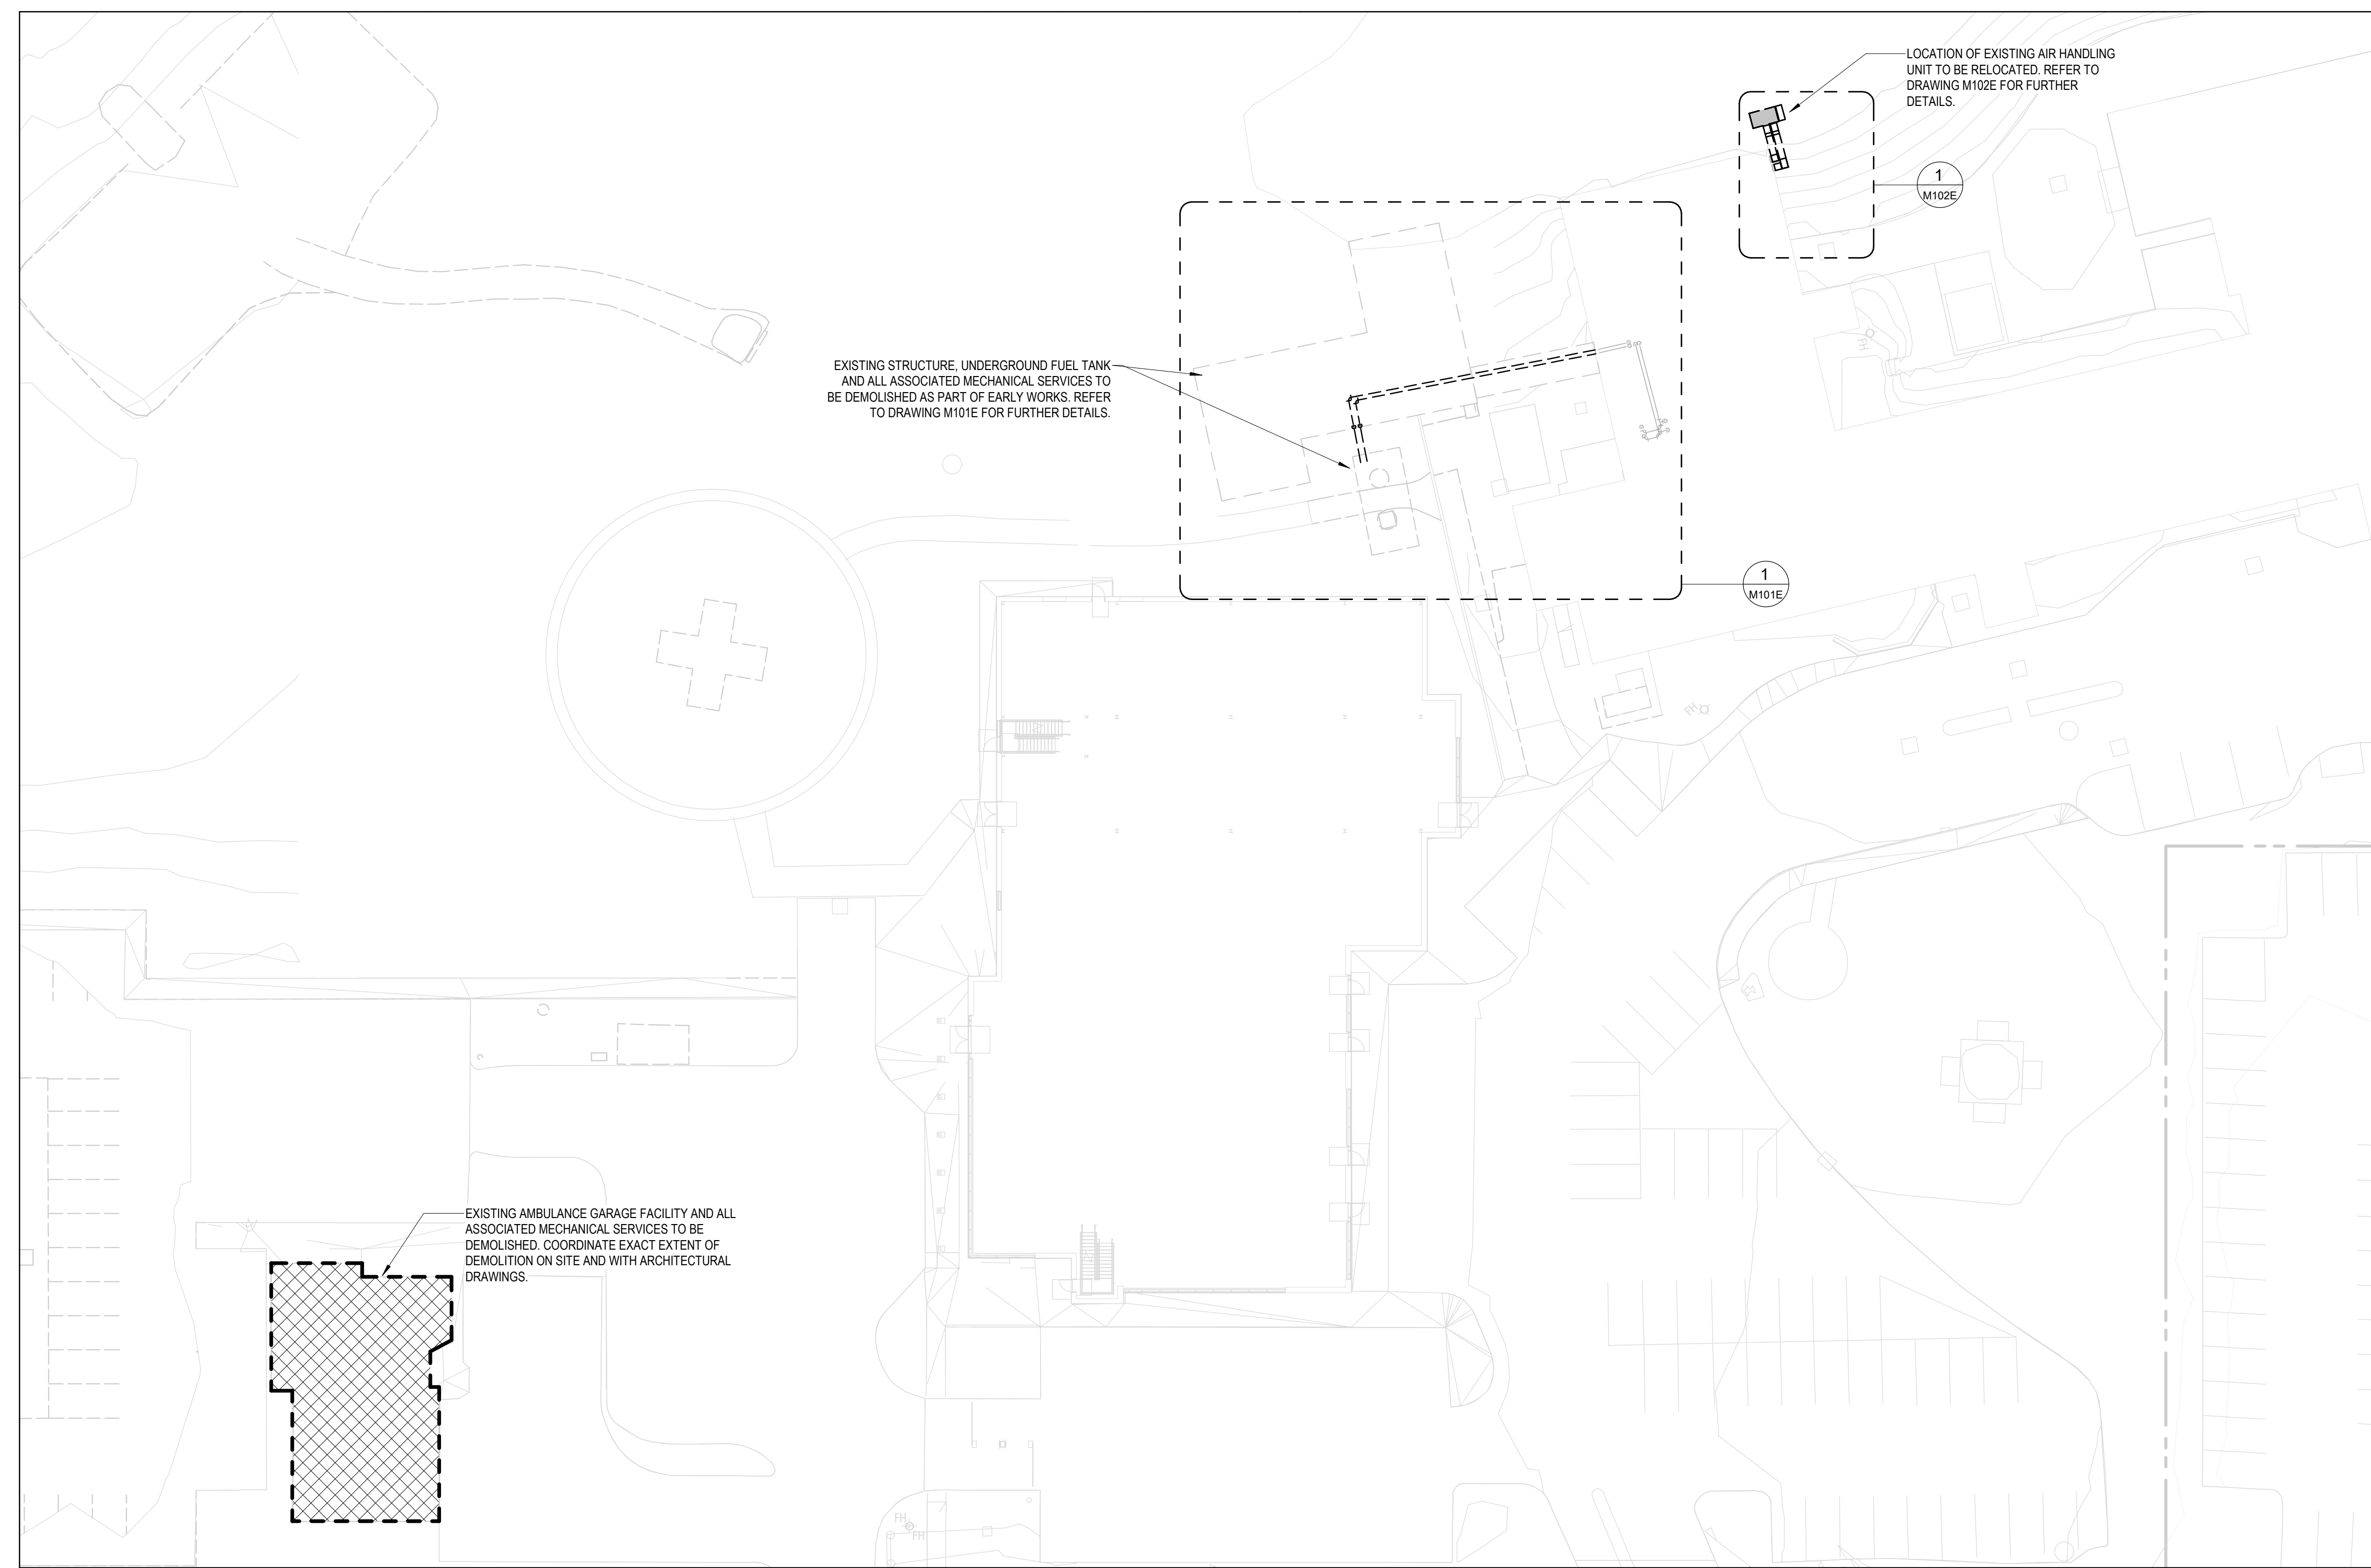 LOCATION OF EXISTING AIR HANDLING
UNIT TO BE RELOCATED. REFER TO
DRAWING M102E FOR FURTHER
DETAILS.
1
M102E
FH
EXISTING STRUCTURE, UNDERGROUND FUEL TANK
AND ALL ASSOCIATED MECHANICAL SERVICES TO
BE DEMOLISHED AS PART OF EARLY WORKS. REFER
TO DRAWING M101E FOR FURTHER DETAILS.
1
M101E
FH
EXISTING AMBULANCE GARAGE FACILITY AND ALL
ASSOCIATED MECHANICAL SERVICES TO BE
DEMOLISHED. COORDINATE EXACT EXTENT OF
DEMOLITION ON SITE AND WITH ARCHITECTURAL
DRAWINGS.
FH
FH